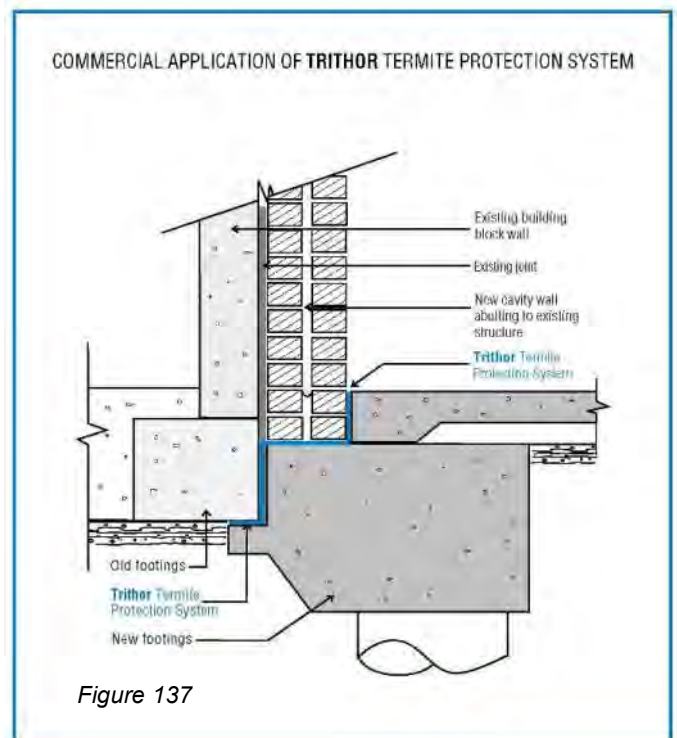 COMMERCIAL APPLICATION OF TRITHOR TERMITE PROTECTION SYSTEM
Existing building
block wall
Existing joint
New cavity wall
abutting to existing
structure
Trithor Termite
Protection System
Old footings
Trithor Termite
Protection System
New footings
Figure 137